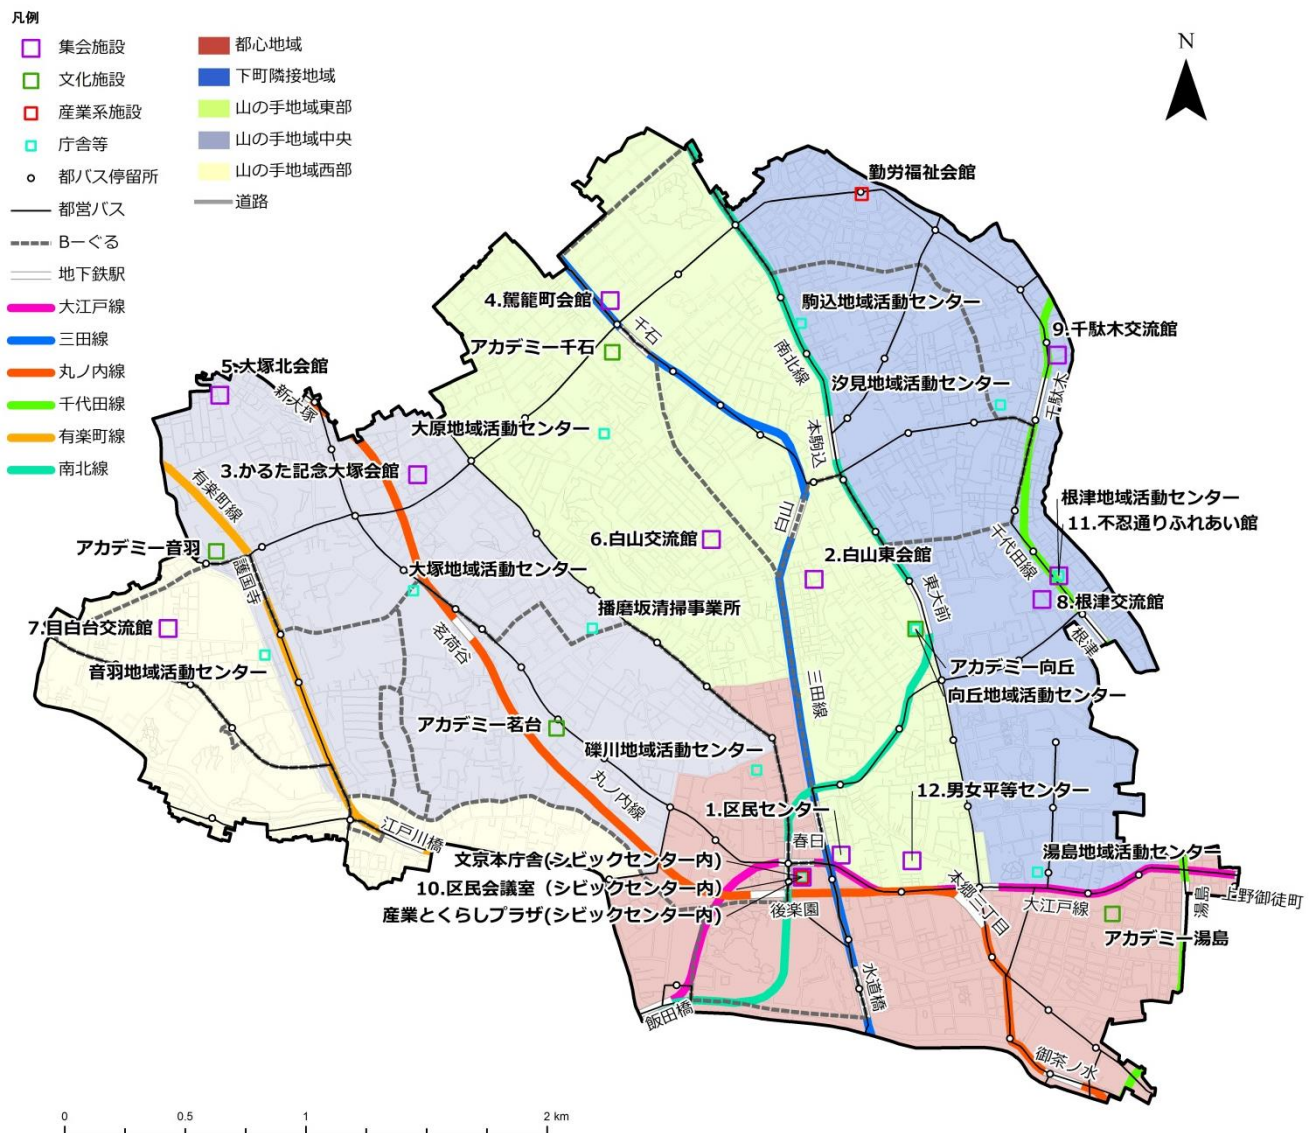 凡例
集会施設
文化施設
産業系施設
庁舎等
都バス停留所
都営バス
Bーぐる
地下鉄駅
大江戸線
三田線
丸ノ内線
千代田線
有楽町線
南北線
都心地域
下町隣接地域
山の手地域東部
山の手地域中央
山の手地域西部
道路
N
勤労福祉会館
4.駕籠町会館
千石
アカデミー千石
駒込地域活動センター
南北線
9.千駄木交流館
汐見地域活動センター
千駄木
5.大塚北会館
新大塚
大原地域活動センター
本駒込
3.かるた記念大塚会館
有楽町線
白山
根津地域活動センター
11.不忍通りふれあい館
6.白山交流館
千代田線
アカデミー音羽
護国寺
大塚地域活動センター
2.白山東会館
東大前
播磨坂清掃事業所
8.根津交流館
根津
7.目白台交流館
茗荷谷
音羽地域活動センター
アカデミー向丘
向丘地域活動センター
三田線
アカデミー茗台
礫川地域活動センター
丸ノ内線
1.区民センター
12.男女平等センター
江戸川橋
春日
文京本庁舎(シビックセンター内)
湯島地域活動センター
10.区民会議室（シビックセンター内)
本郷三丁目
産業とくらしプラザ(シビックセンター内)
後楽園
大江戸線
湯島
上野御徒町
アカデミー湯島
水道橋
飯田橋
御茶ノ水
0 0.5 1 2 km